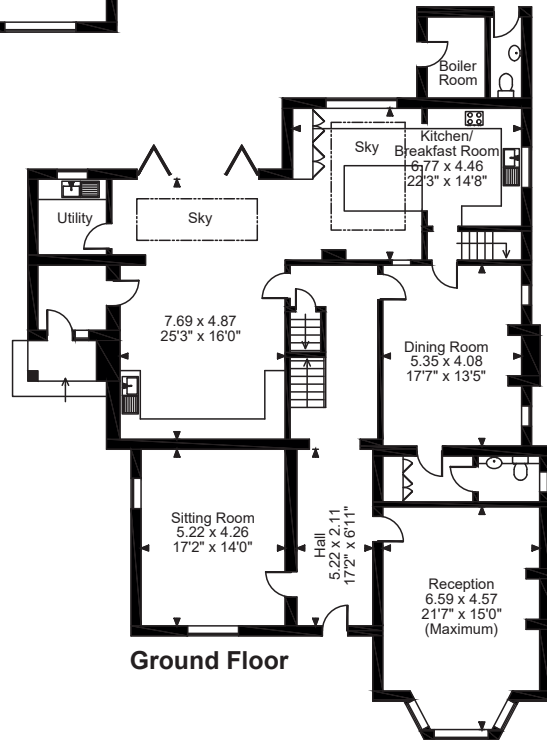 Boiler
Room
Kitchen/
Breakfast Room
6.77 x 4.46
22'3" x 14'8"
Sky
Utility
Sky
7.69 x 4.87
25'3" x 16'0"
Dining Room
5.35 x 4.08
17'7" x 13'5"
Sitting Room
5.22 x 4.26
17'2" x 14'0"
Hall
5.22 x 2.11
17'2" x 6'11"
Reception
6.59 x 4.57
21'7" x 15'0"
(Maximum)
Ground Floor